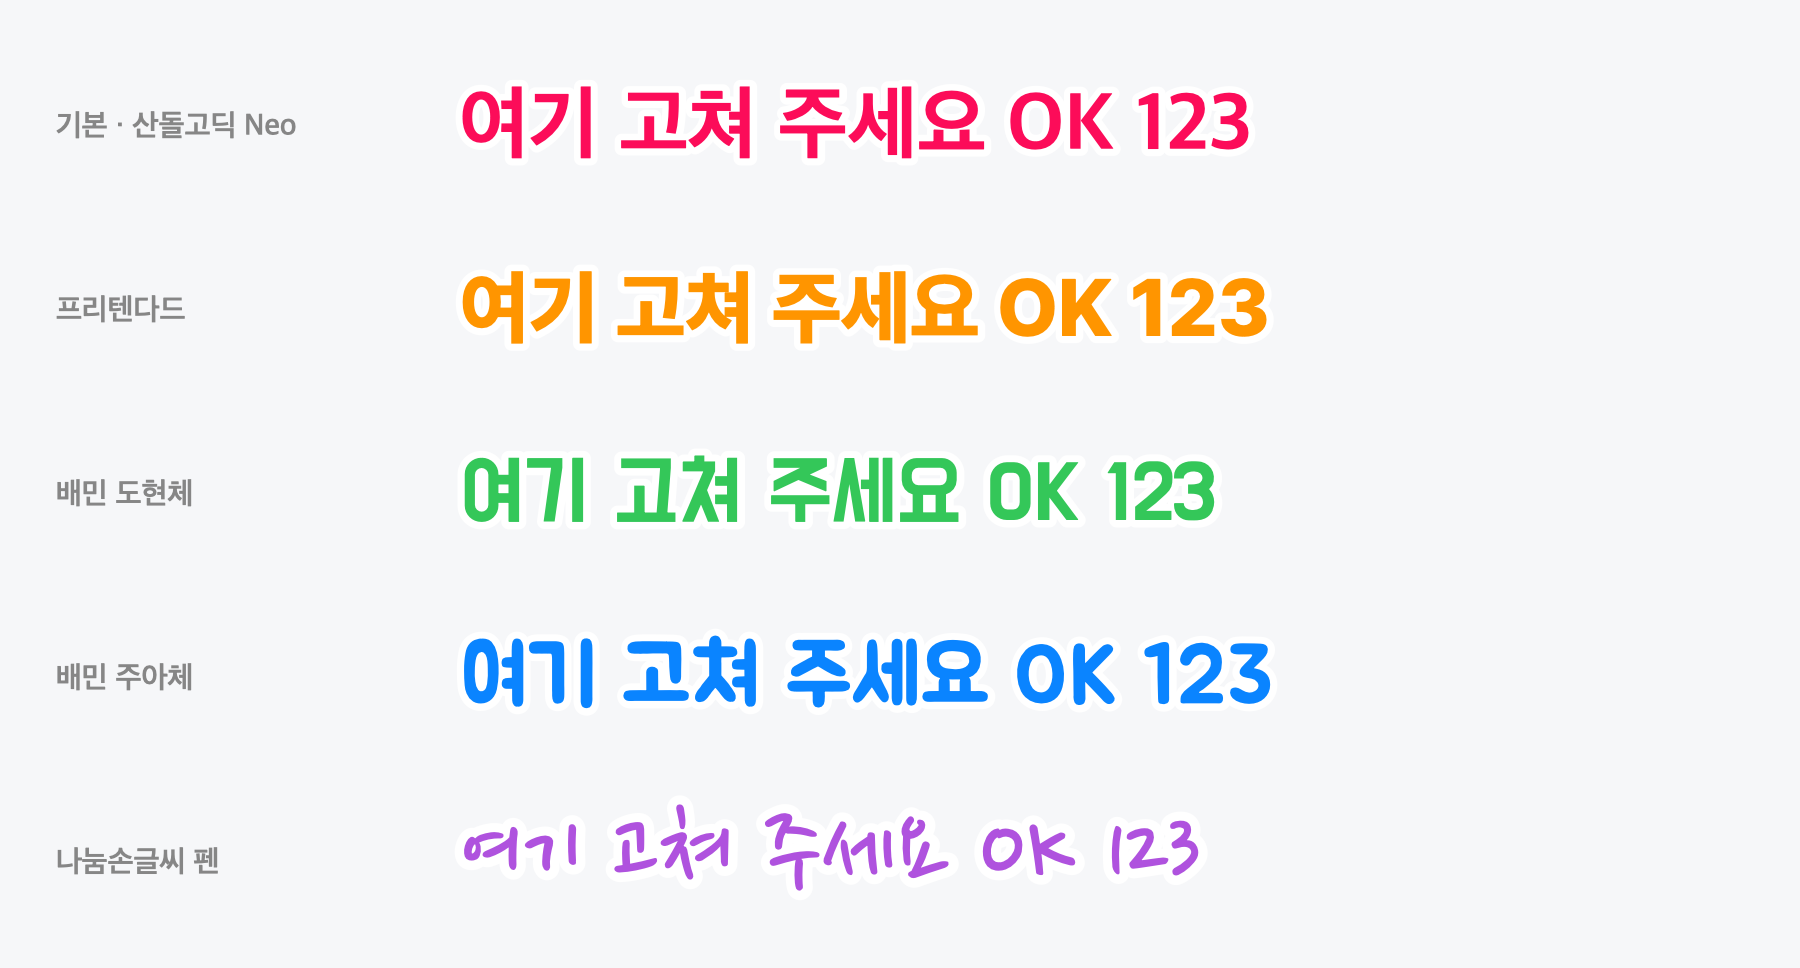 기본 · 산돌고딕 Neo 여기 고쳐 주세요 OK 123
프리텐다드 여기 고쳐 주세요 OK 123
배민 도현체 여기 고쳐 주세요 OK 123
배민 주아체 여기 고쳐 주세요 OK 123
나눔손글씨 펜 여기 고쳐 주세요 OK 123